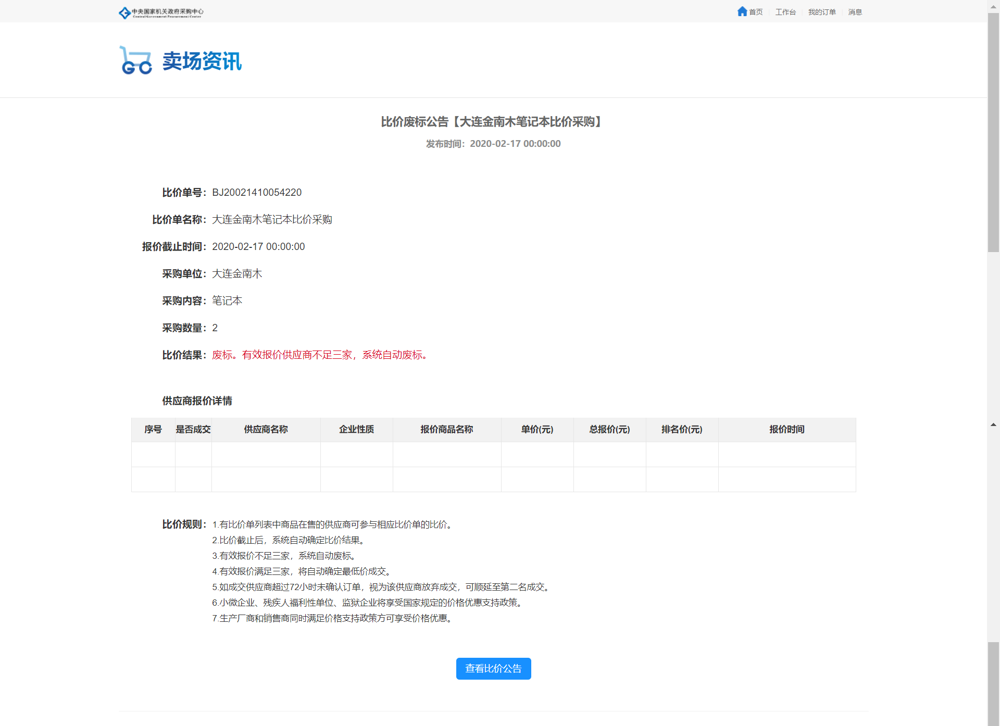 中央国家机关政府采购中心
Central Government Procurement Center
首页 工作台 我的订单 消息
卖场资讯
比价废标公告【大连金南木笔记本比价采购】
发布时间：2020-02-17 00:00:00
比价单号：BJ20021410054220
比价单名称：大连金南木笔记本比价采购
报价截止时间：2020-02-17 00:00:00
采购单位：大连金南木
采购内容：笔记本
采购数量：2
比价结果：废标。有效报价供应商不足三家，系统自动废标。
供应商报价详情
序号 是否成交 供应商名称 企业性质 报价商品名称 单价(元) 总报价(元) 排名价(元) 报价时间
比价规则：1.有比价单列表中商品在售的供应商可参与相应比价单的比价。
2.比价截止后，系统自动确定比价结果。
3.有效报价不足三家，系统自动废标。
4.有效报价满足三家，将自动确定最低价成交。
5.如成交供应商超过72小时未确认订单，视为该供应商放弃成交，可顺延至第二名成交。
6.小微企业、残疾人福利性单位、监狱企业将享受国家规定的价格优惠支持政策。
7.生产厂商和销售商同时满足价格支持政策方可享受价格优惠。
查看比价公告